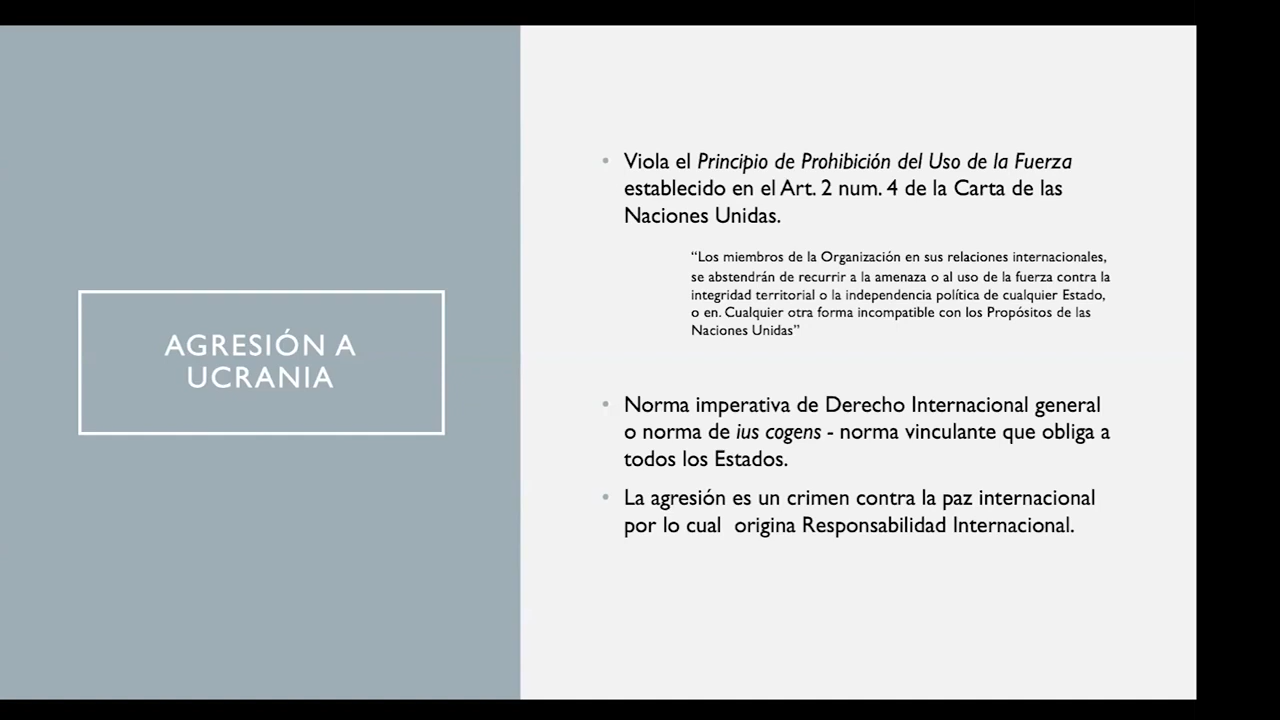 AGRESIÓN A
UCRANIA
• Viola el Principio de Prohibición del Uso de la Fuerza
establecido en el Art. 2 num. 4 de la Carta de las
Naciones Unidas.
“Los miembros de la Organización en sus relaciones internacionales,
se abstendrán de recurrir a la amenaza o al uso de la fuerza contra la
integridad territorial o la independencia política de cualquier Estado,
o en. Cualquier otra forma incompatible con los Propósitos de las
Naciones Unidas”
• Norma imperativa de Derecho Internacional general
o norma de ius cogens - norma vinculante que obliga a
todos los Estados.
• La agresión es un crimen contra la paz internacional
por lo cual  origina Responsabilidad Internacional.